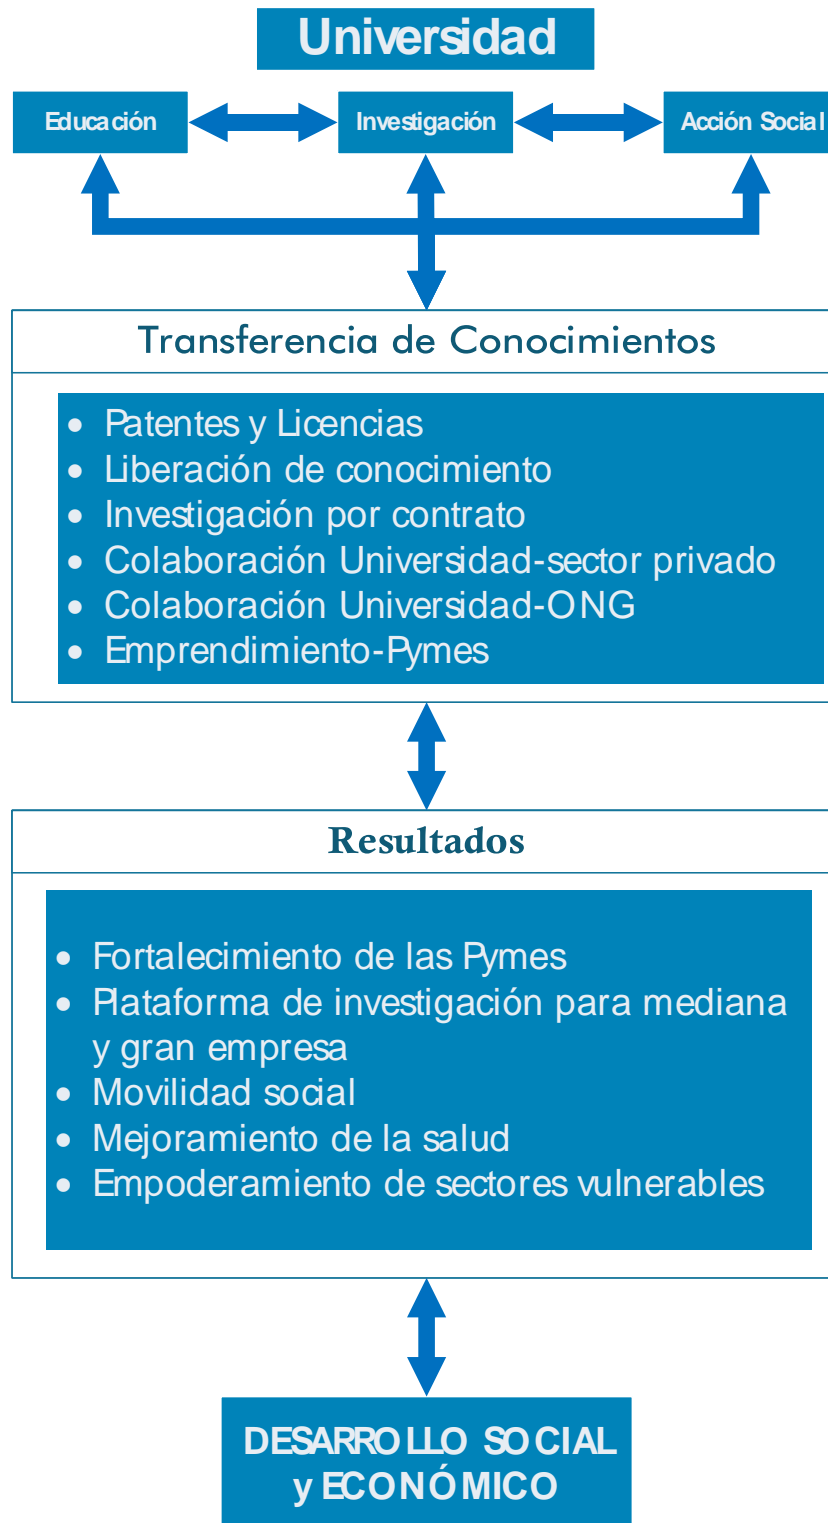 Universidad
Educación
Investigación
Acción Social
Transferencia de Conocimientos
• Patentes y Licencias
• Liberación de conocimiento
• Investigación por contrato
• Colaboración Universidad-sector privado
• Colaboración Universidad-ONG
• Emprendimiento-Pymes
Resultados
• Fortalecimiento de las Pymes
• Plataforma de investigación para mediana
y gran empresa
• Movilidad social
• Mejoramiento de la salud
• Empoderamiento de sectores vulnerables
DESARROLLO SOCIAL
y ECONÓMICO